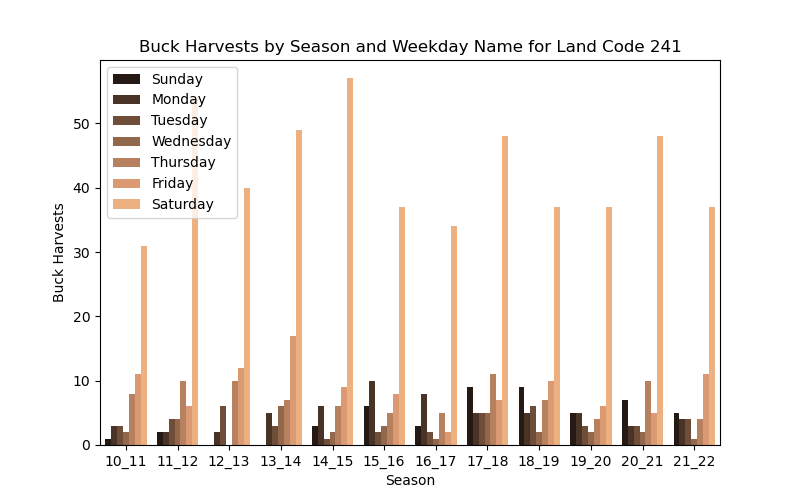 Buck Harvests by Season and Weekday Name for Land Code 241
Sunday
Monday
Tuesday
Wednesday
Thursday
Friday
Saturday
Buck Harvests
50
40
30
20
10
0
10_11 11_12 12_13 13_14 14_15 15_16 16_17 17_18 18_19 19_20 20_21 21_22
Season